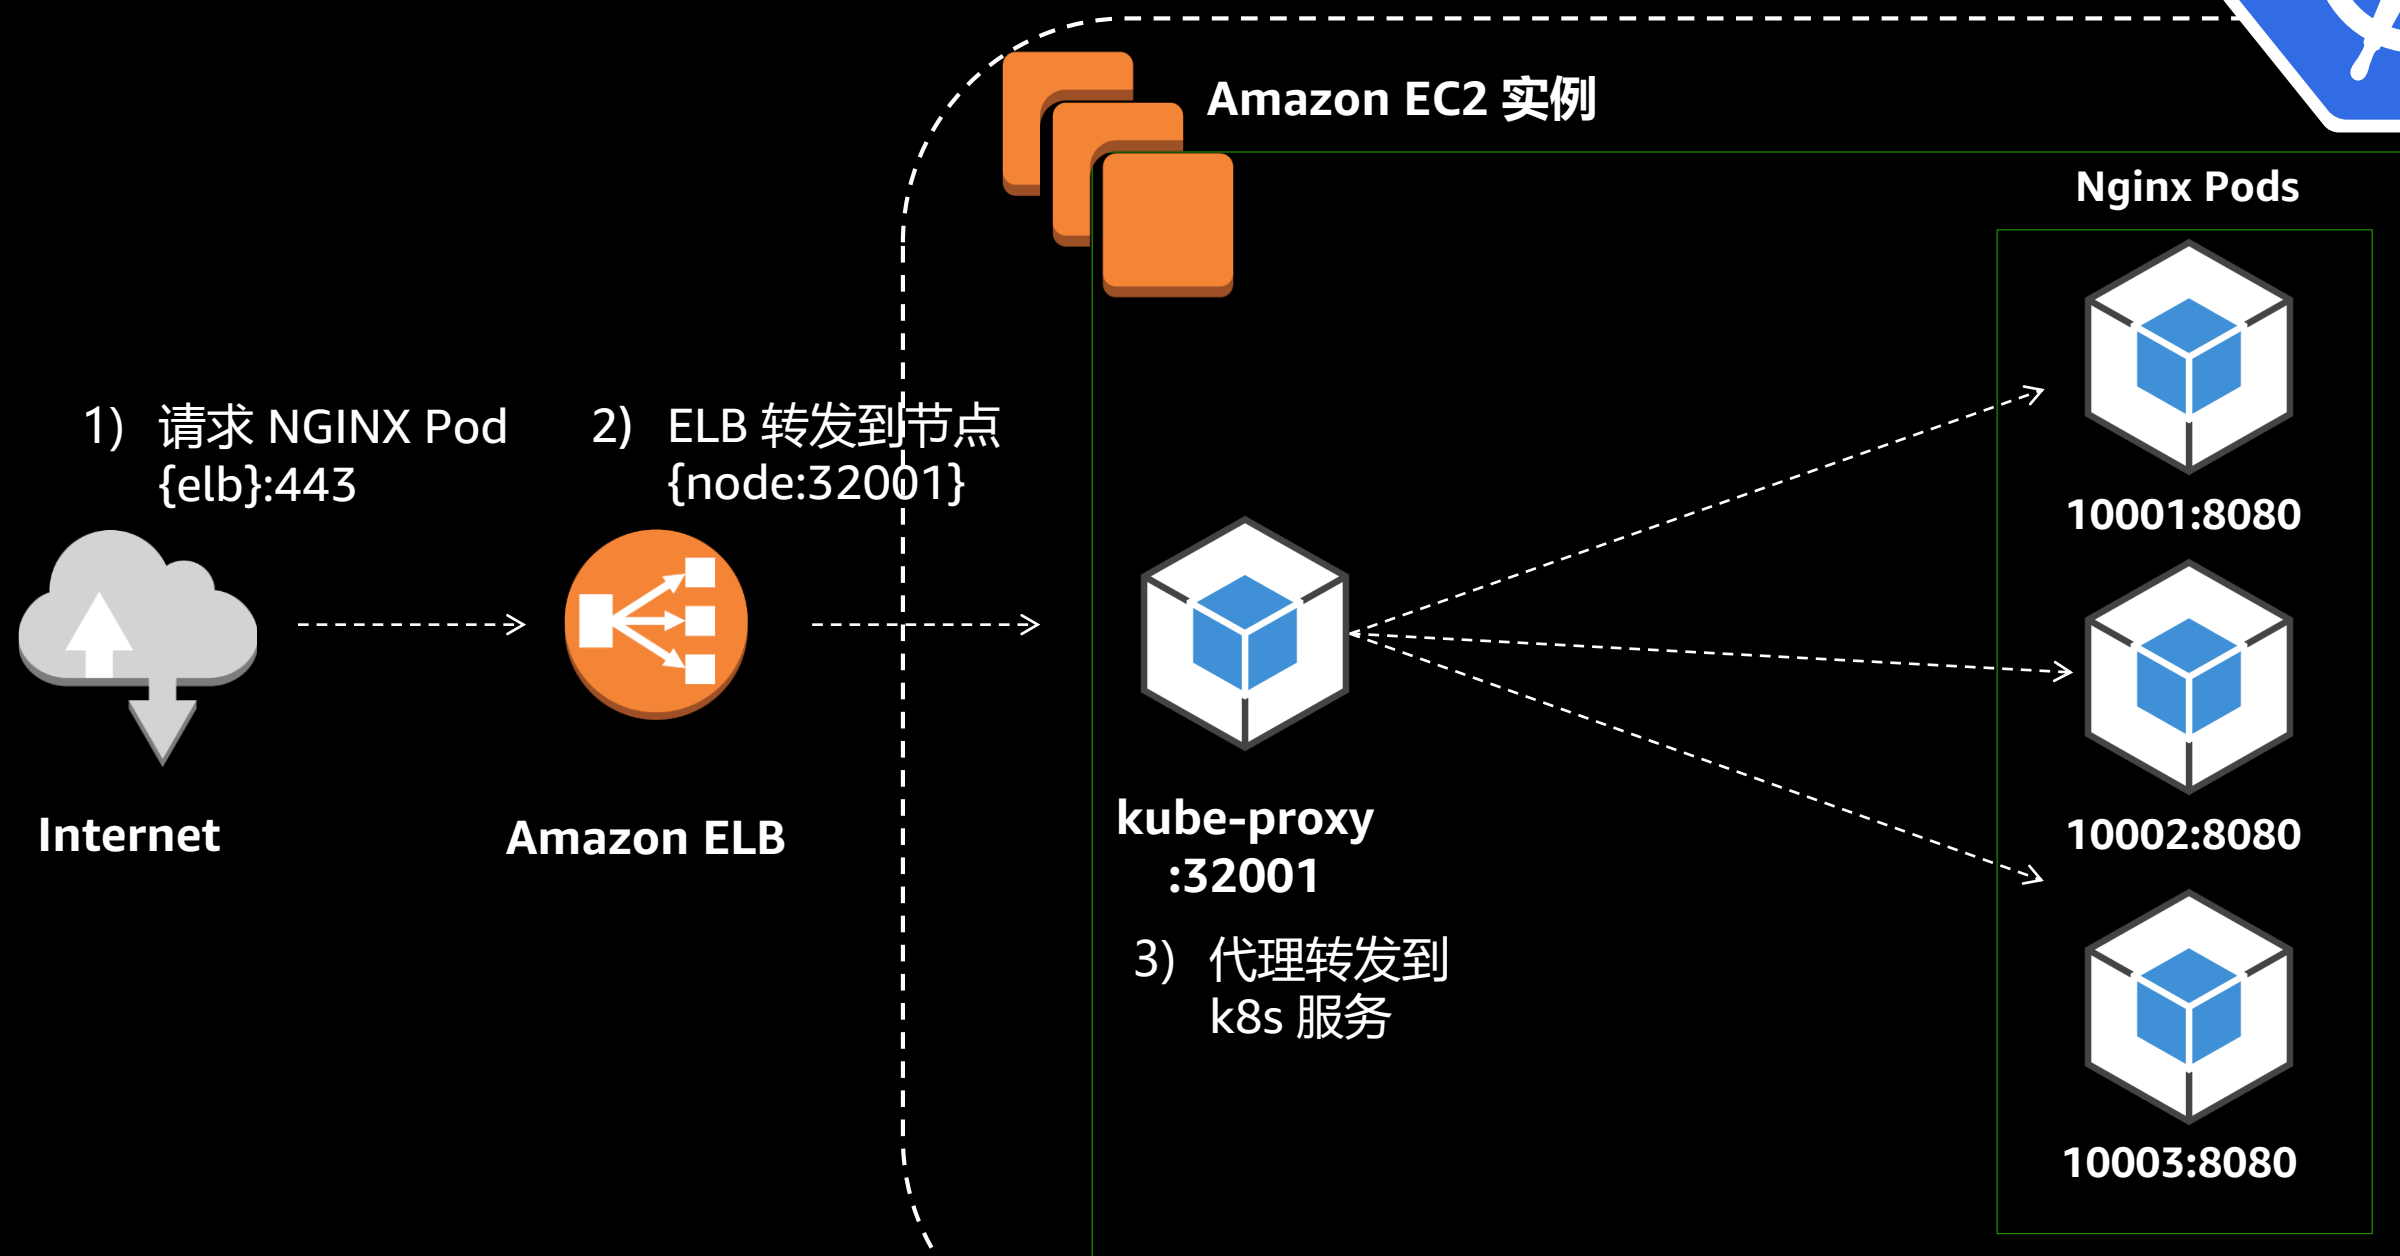 Amazon EC2 实例
Nginx Pods
1) 请求 NGINX Pod
{elb}:443
2) ELB 转发到节点
{node:32001}
10001:8080
Internet
Amazon ELB
kube-proxy
:32001
10002:8080
3) 代理转发到
k8s 服务
10003:8080